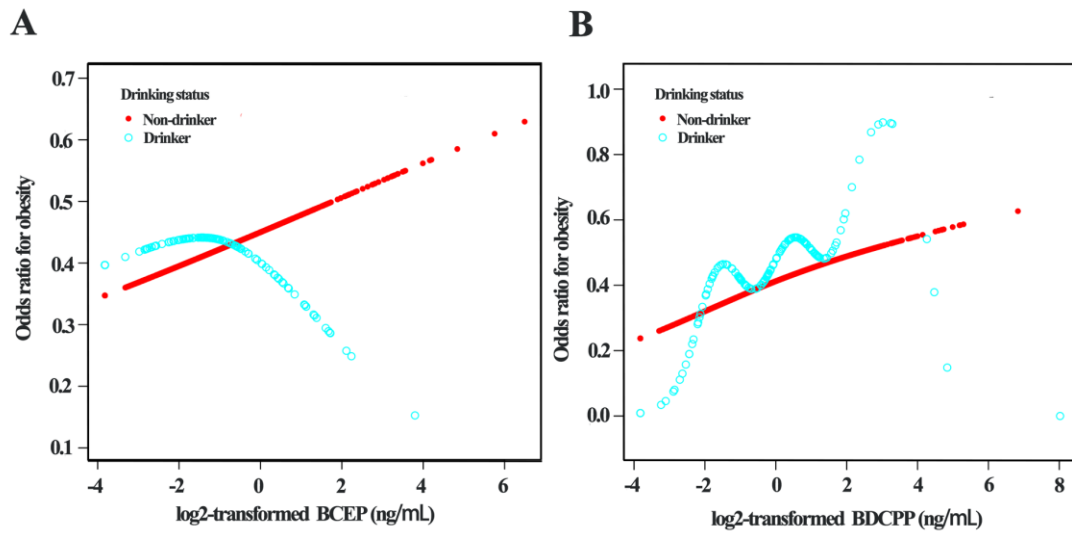 A
Odds ratio for obesity
0.7
0.6
0.5
0.4
0.3
0.2
0.1
Drinking status
Non-drinker
Drinker
-4 -2 0 2 4 6
log2-transformed BCEP (ng/mL)
B
Odds ratio for obesity
1.0
0.8
0.6
0.4
0.2
0.0
Drinking status
Non-drinker
Drinker
-4 -2 0 2 4 6 8
log2-transformed BDCPP (ng/mL)